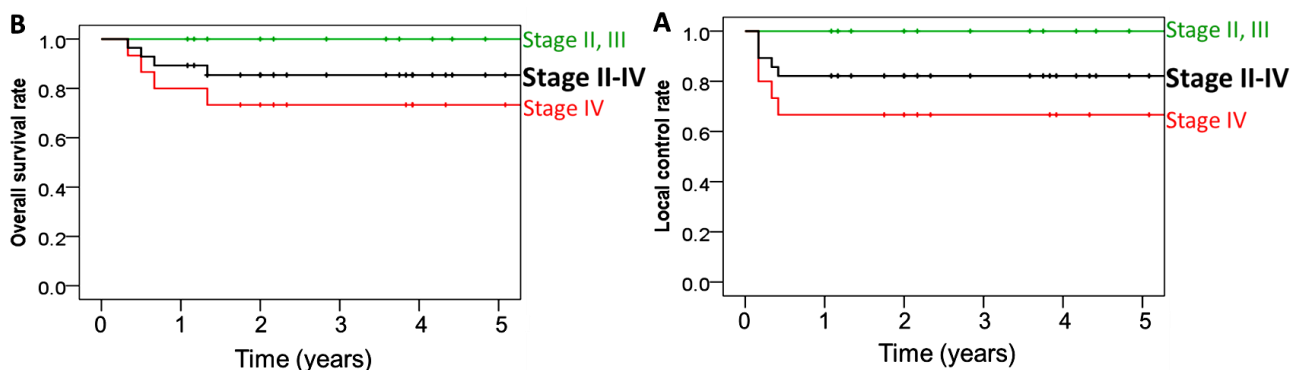 B
Overall survival rate
1.0
0.8
0.6
0.4
0.2
0.0
0 1 2 3 4 5
Time (years)
Stage II, III
Stage II-IV
Stage IV
A
Local control rate
1.0
0.8
0.6
0.4
0.2
0.0
0 1 2 3 4 5
Time (years)
Stage II, III
Stage II-IV
Stage IV